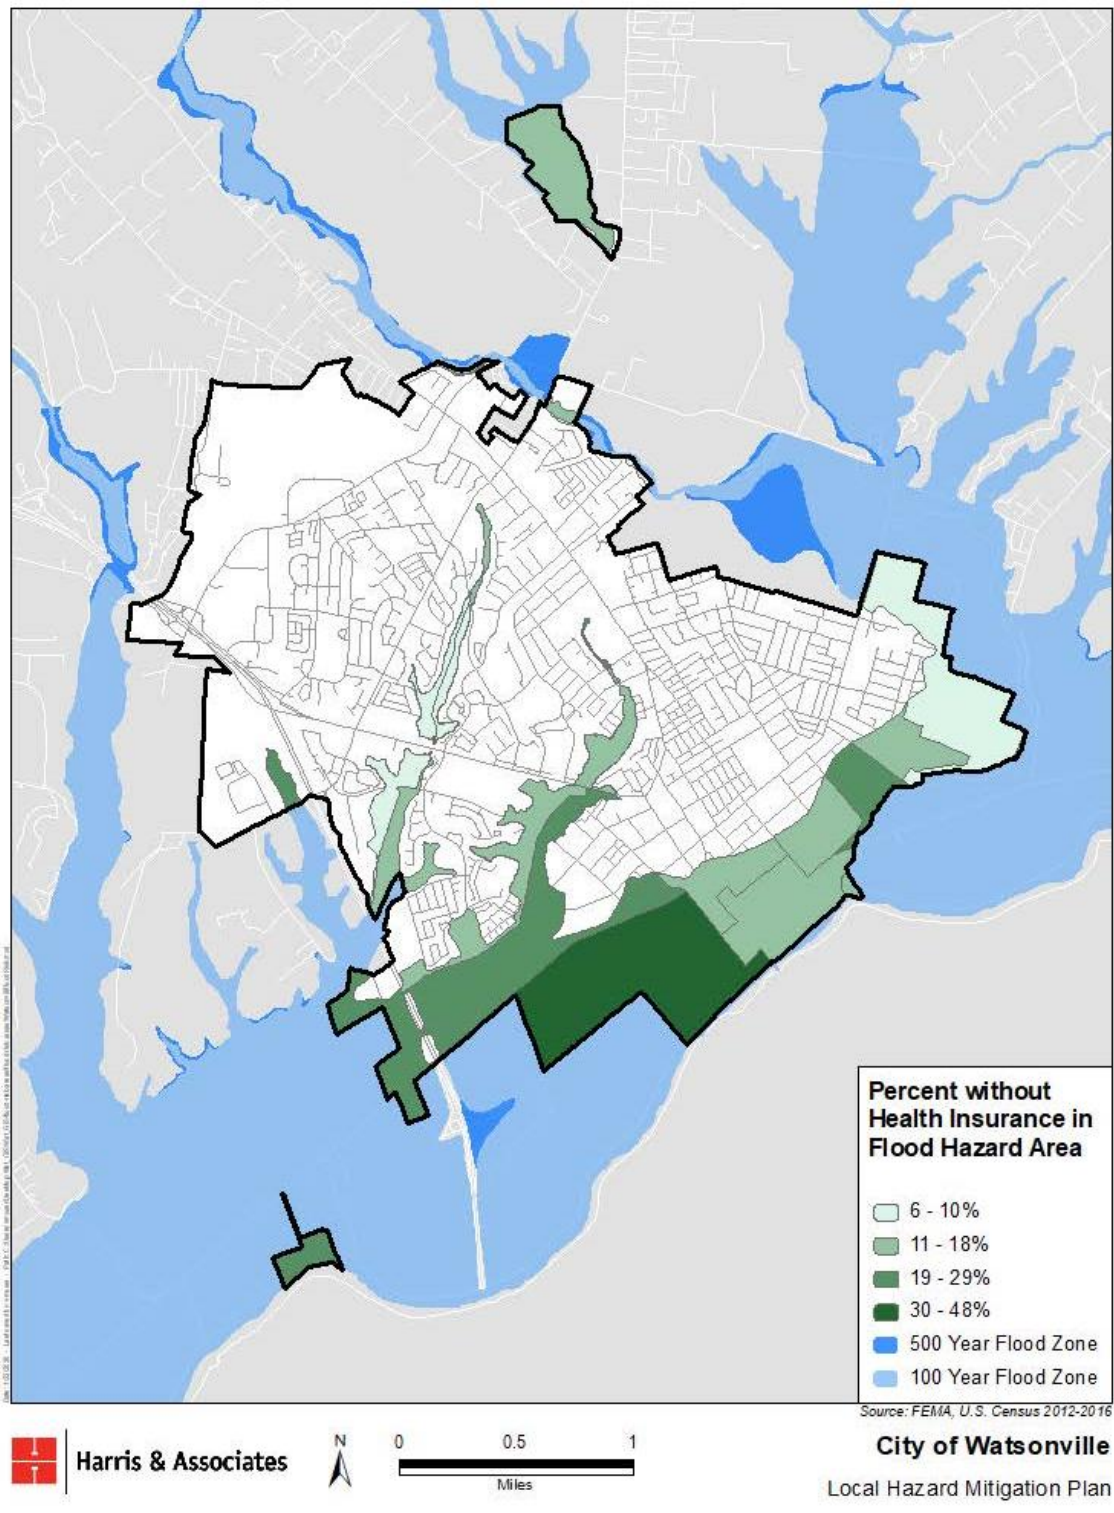 Percent without
Health Insurance in
Flood Hazard Area
6 - 10%
11 - 18%
19 - 29%
30 - 48%
500 Year Flood Zone
100 Year Flood Zone
Source: FEMA, U.S. Census 2012-2016
Harris & Associates
N
0 0.5 1
Miles
City of Watsonville
Local Hazard Mitigation Plan